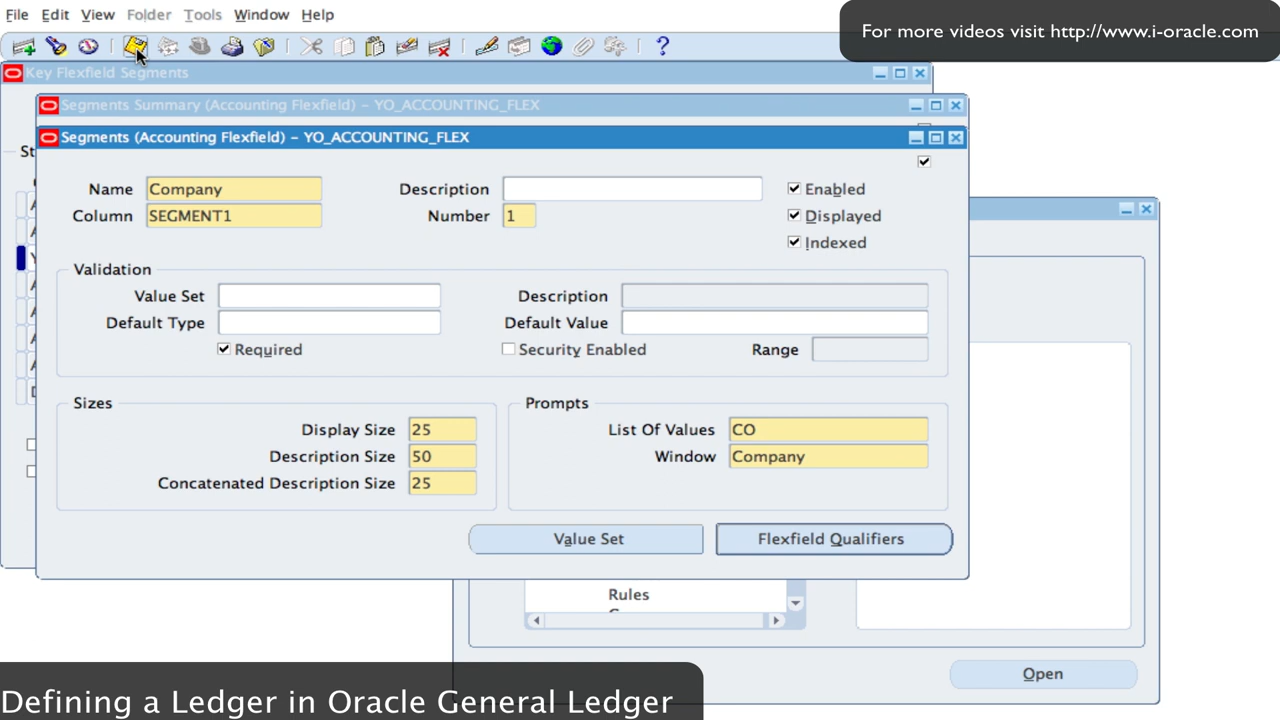 File Edit View Folder Tools Window Help
For more videos visit http://www.i-oracle.com
Key Flexfield Segments
Segments Summary (Accounting Flexfield) – YO_ACCOUNTING_FLEX
Segments (Accounting Flexfield) – YO_ACCOUNTING_FLEX
St
Name Company Description Enabled
Column SEGMENT1 Number 1 Displayed
Indexed
Validation
Value Set Description
Default Type Default Value
Required Security Enabled Range
Sizes Prompts
Display Size 25 List Of Values CO
Description Size 50 Window Company
Concatenated Description Size 25
Value Set Flexfield Qualifiers
Rules
Open
Defining a Ledger in Oracle General Ledger